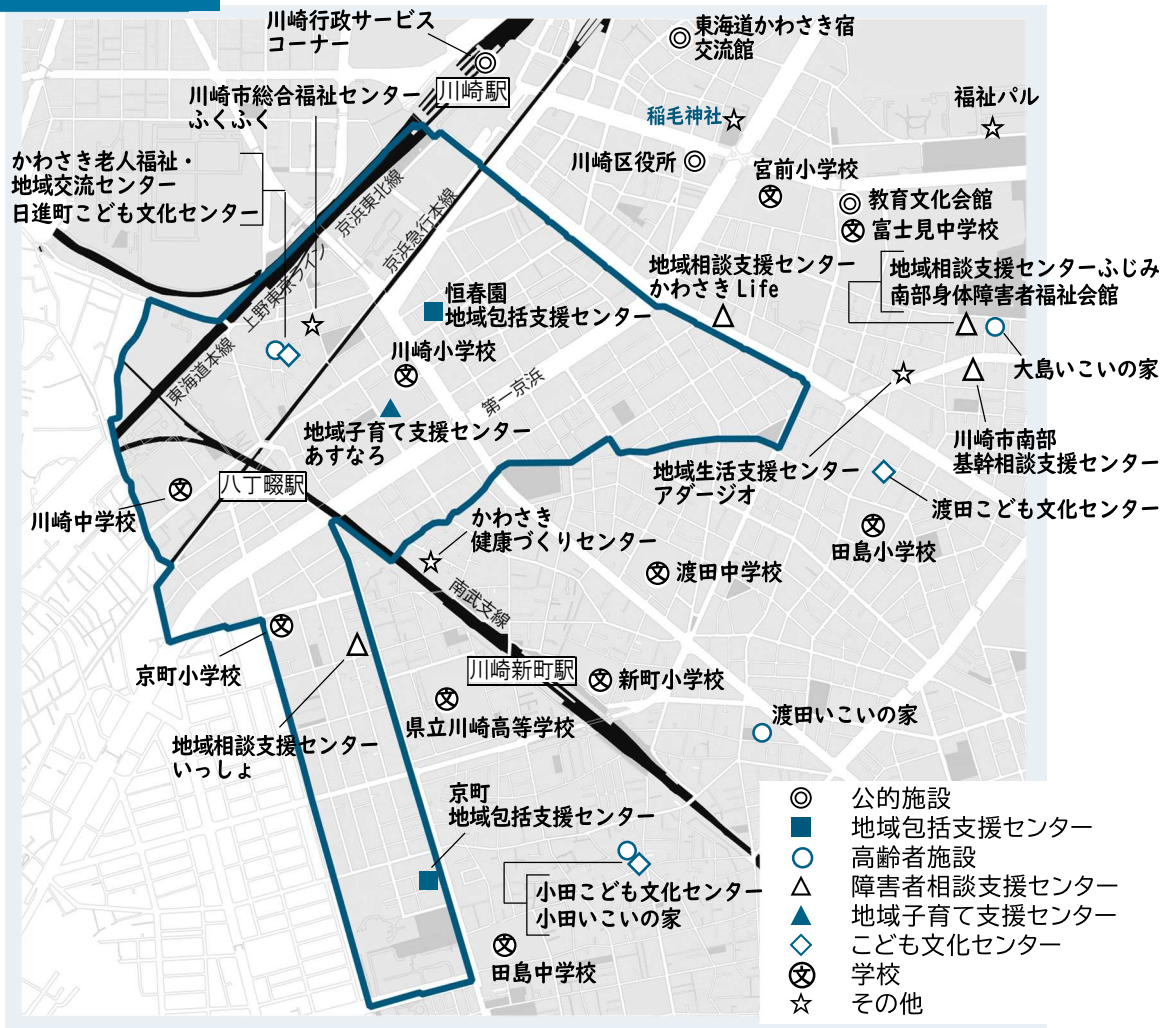 川崎行政サービス
コーナー
東海道かわさき宿
交流館
川崎駅
川崎市総合福祉センター
ふくふく
稲毛神社
福祉パル
かわさき老人福祉・
地域交流センター
日進町こども文化センター
川崎区役所
宮前小学校
文
教育文化会館
文
富士見中学校
京浜東北線
京浜急行本線
上野東京ライン
東海道本線
地域相談支援センター
かわさきLife
地域相談支援センターふじみ
南部身体障害者福祉会館
恒春園
地域包括支援センター
川崎小学校
文
大島いこいの家
第一京浜
地域子育て支援センター
あすなろ
川崎市南部
基幹相談支援センター
地域生活支援センター
アダージオ
八丁畷駅
文
川崎中学校
渡田こども文化センター
かわさき
健康づくりセンター
文
田島小学校
文
渡田中学校
南武支線
文
京町小学校
川崎新町駅
文
新町小学校
文
県立川崎高等学校
渡田いこいの家
地域相談支援センター
いっしょ
京町
地域包括支援センター
小田こども文化センター
小田いこいの家
文
田島中学校
公的施設
地域包括支援センター
高齢者施設
障害者相談支援センター
地域子育て支援センター
こども文化センター
文
学校
その他